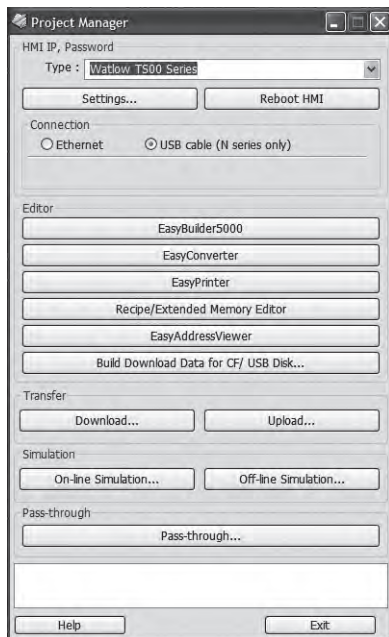 Project Manager
HMI IP, Password
Type : Watlow TS00 Series
Settings... Reboot HMI
Connection
Ethernet USB cable (N series only)
Editor
EasyBuilder5000
EasyConverter
EasyPrinter
Recipe/Extended Memory Editor
EasyAddressViewer
Build Download Data for CF/ USB Disk...
Transfer
Download... Upload...
Simulation
On-line Simulation... Off-line Simulation...
Pass-through
Pass-through...
Help Exit